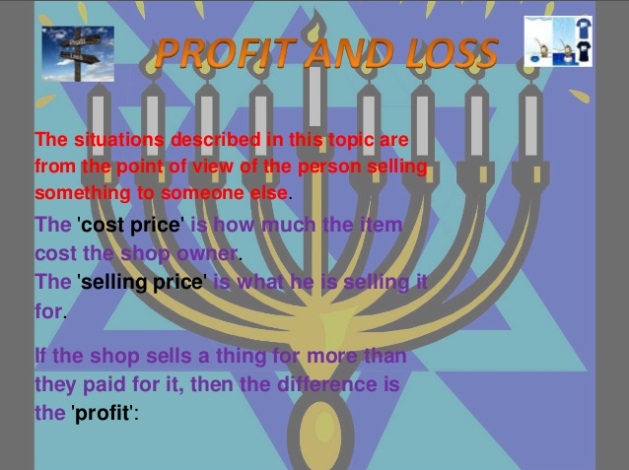 PROFIT AND LOSS
The situations described in this topic are
from the point of view of the person selling
something to someone else.
The 'cost price' is how much the item
cost the shop owner.
The 'selling price' is what he is selling it
for.
If the shop sells a thing for more than
they paid for it, then the difference is
the 'profit':